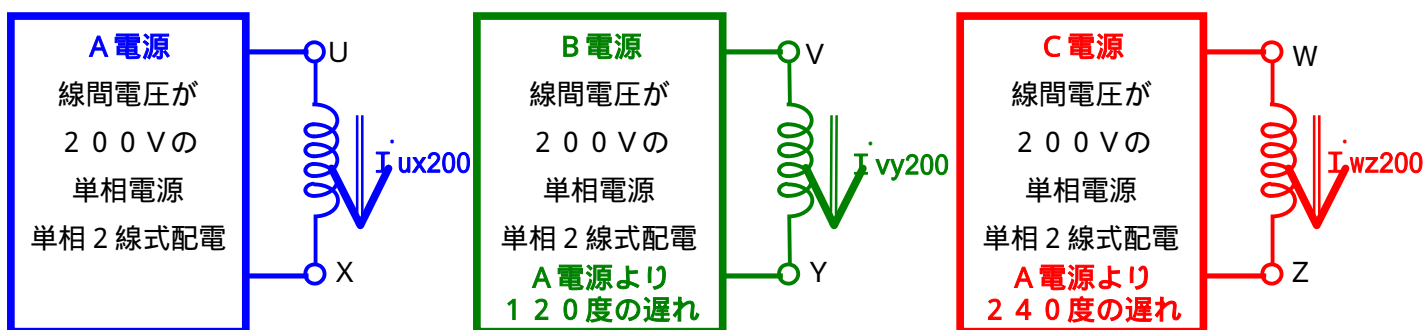 A電源
線間電圧が
２００Vの
単相電源
単相2線式配電
U
X
İux200
B電源
線間電圧が
２００Vの
単相電源
単相2線式配電
A電源より
１２０度の遅れ
V
Y
İvy200
C電源
線間電圧が
２００Vの
単相電源
単相2線式配電
A電源より
２４０度の遅れ
W
Z
İwz200